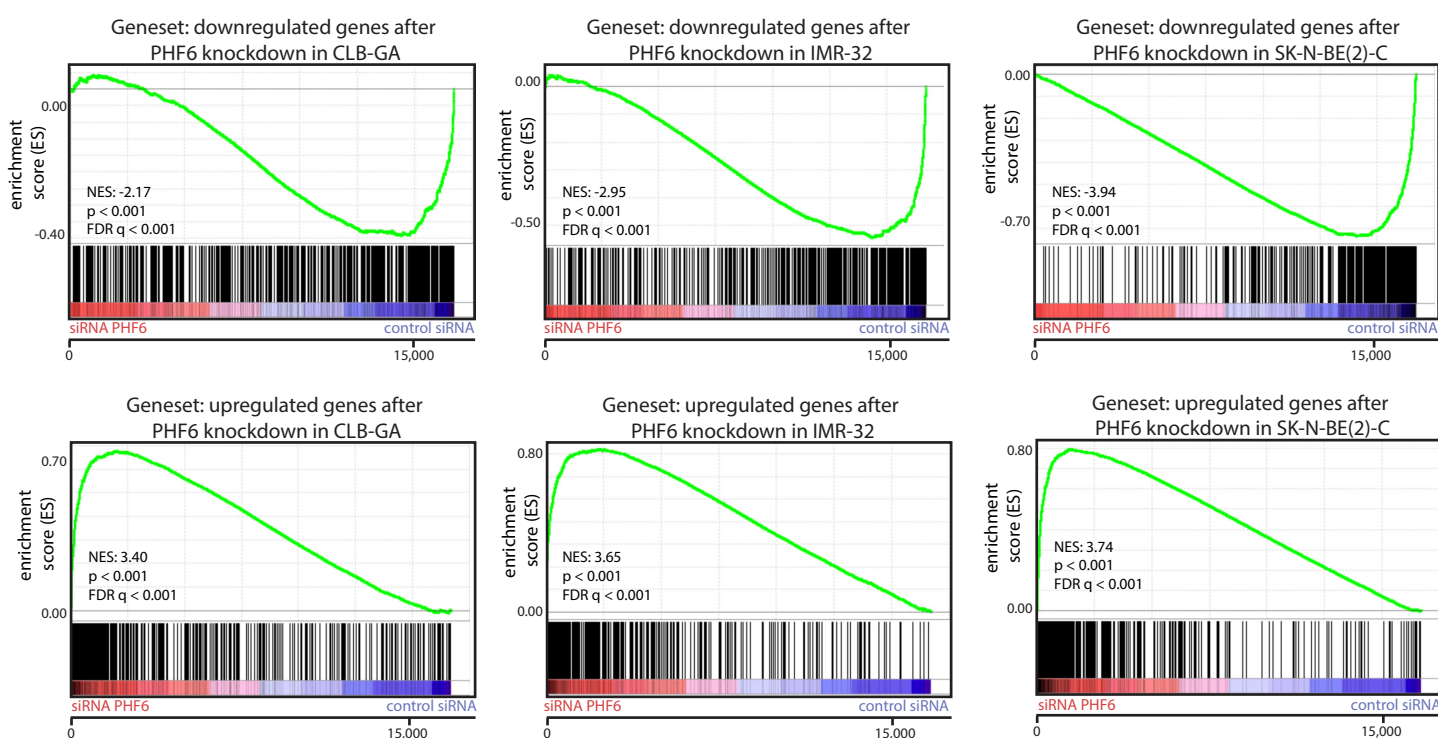 Geneset: downregulated genes after
PHF6 knockdown in CLB-GA
enrichment
score (ES)
0.00
-0.40
NES: -2.17
p < 0.001
FDR q < 0.001
siRNA PHF6
control siRNA
0
15,000
Geneset: downregulated genes after
PHF6 knockdown in IMR-32
enrichment
score (ES)
0.00
-0.50
NES: -2.95
p < 0.001
FDR q < 0.001
siRNA PHF6
control siRNA
0
15,000
Geneset: downregulated genes after
PHF6 knockdown in SK-N-BE(2)-C
enrichment
score (ES)
0.00
-0.70
NES: -3.94
p < 0.001
FDR q < 0.001
siRNA PHF6
control siRNA
0
15,000
Geneset: upregulated genes after
PHF6 knockdown in CLB-GA
enrichment
score (ES)
0.70
0.00
NES: 3.40
p < 0.001
FDR q < 0.001
siRNA PHF6
control siRNA
0
15.000
Geneset: upregulated genes after
PHF6 knockdown in IMR-32
enrichment
score (ES)
0.80
0.00
NES: 3.65
p < 0.001
FDR q < 0.001
siRNA PHF6
control siRNA
0
15,000
Geneset: upregulated genes after
PHF6 knockdown in SK-N-BE(2)-C
enrichment
score (ES)
0.80
0.00
NES: 3.74
p < 0.001
FDR q < 0.001
siRNA PHF6
control siRNA
0
15,000